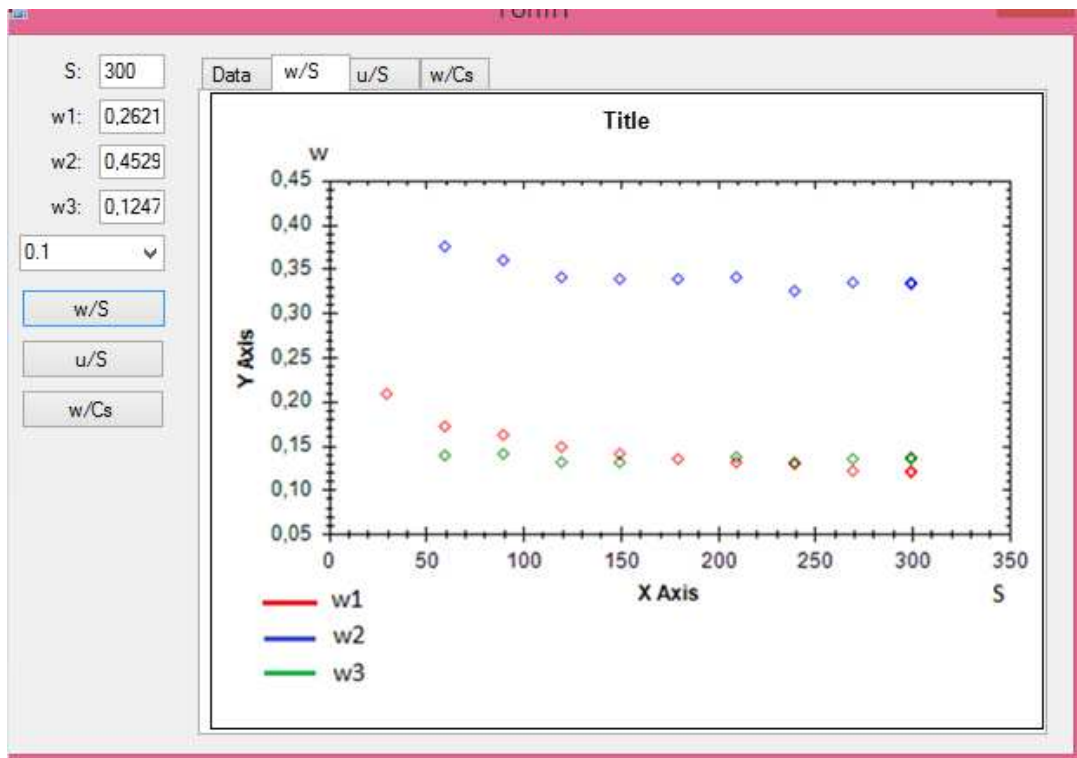 S: 300
w1: 0,2621
w2: 0,4529
w3: 0,1247
0.1
w/S
u/S
w/Cs
Data w/S u/S w/Cs
Title
w
0,45
0,40
0,35
0,30
0,25
0,20
0,15
0,10
0,05
Y Axis
0 50 100 150 200 250 300 350
X Axis S
w1
w2
w3